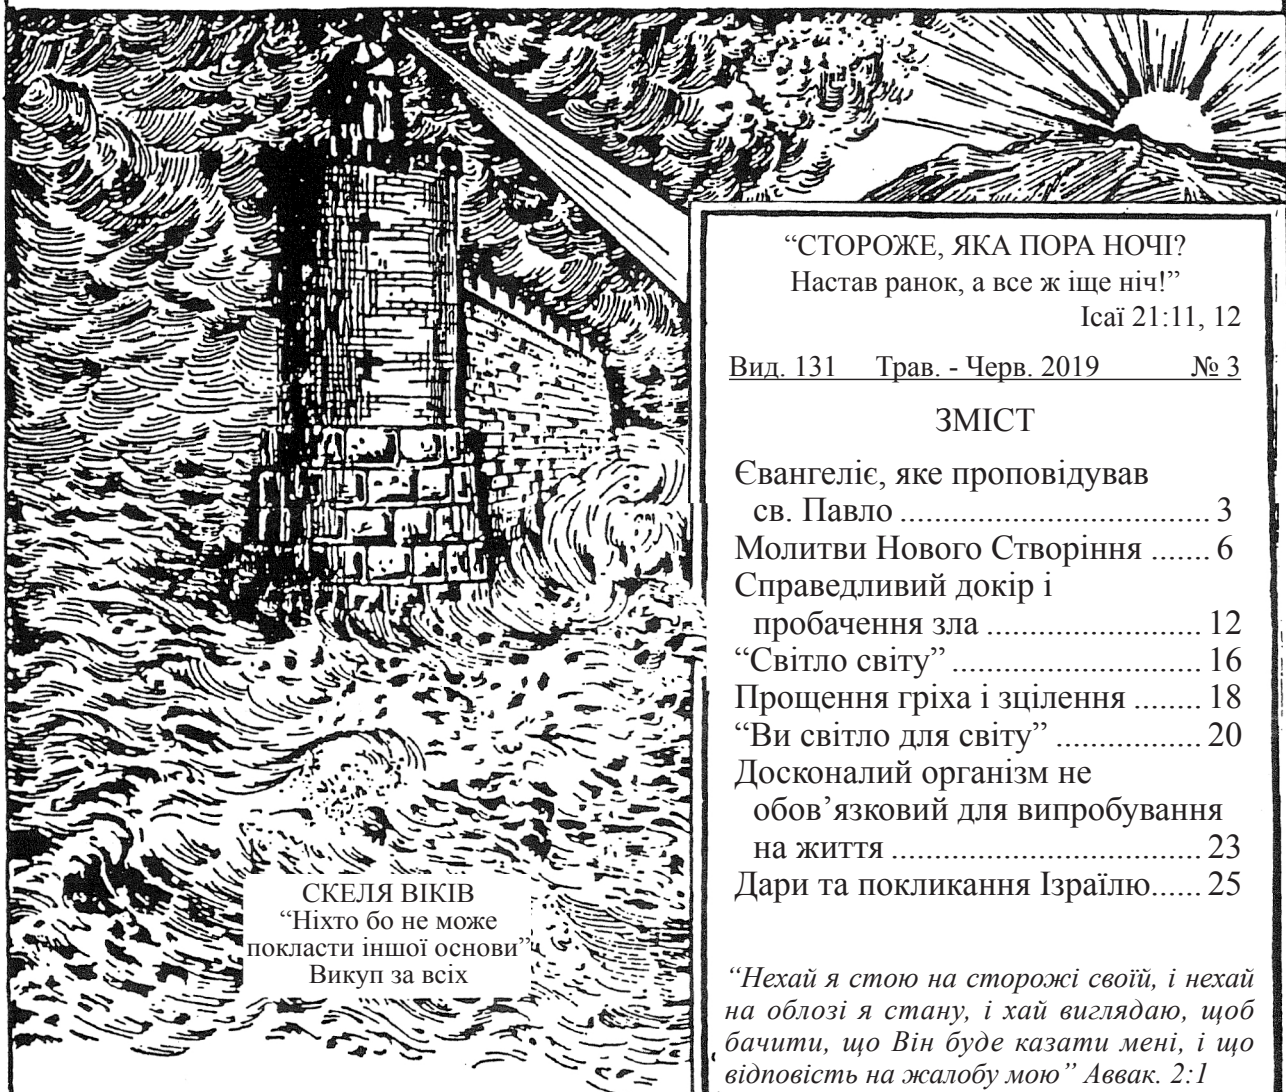 “СТОРОЖЕ, ЯКА ПОРА НОЧІ?
Настав ранок, а все ж іще ніч!”
Ісаї 21:11, 12
Вид. 131 Трав. - Черв. 2019 № 3
ЗМІСТ
Євангеліє, яке проповідував
св. Павло ................................ 3
Молитви Нового Створіння ....... 6
Справедливий докір і
пробачення зла ...................... 12
“Світло світу” ......................... 16
Прощення гріха і зцілення ....... 18
“Ви світло для світу” ............... 20
Досконалий організм не
обов’язковий для випробування
на життя ................................ 23
Дари та покликання Ізраїлю...... 25
“Нехай я стою на сторожі своїй, і нехай
на облозі я стану, і хай виглядаю, щоб
бачити, що Він буде казати мені, і що
відповість на жалобу мою” Аввак. 2:1
СКЕЛЯ ВІКІВ
“Ніхто бо не може
покласти іншої основи”
Викуп за всіх